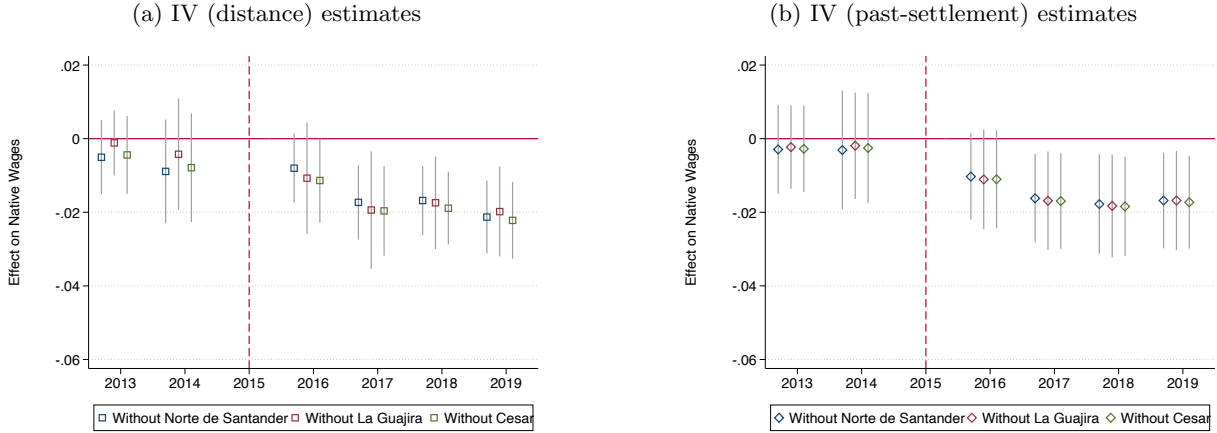 (a) IV (distance) estimates
.02
0
-.02
-.04
-.06
Effect on Native Wages
2013 2014 2015 2016 2017 2018 2019
Without Norte de Santander Without La Guajira Without Cesar
(b) IV (past-settlement) estimates
.02
0
-.02
-.04
-.06
Effect on Native Wages
2013 2014 2015 2016 2017 2018 2019
Without Norte de Santander Without La Guajira Without Cesar